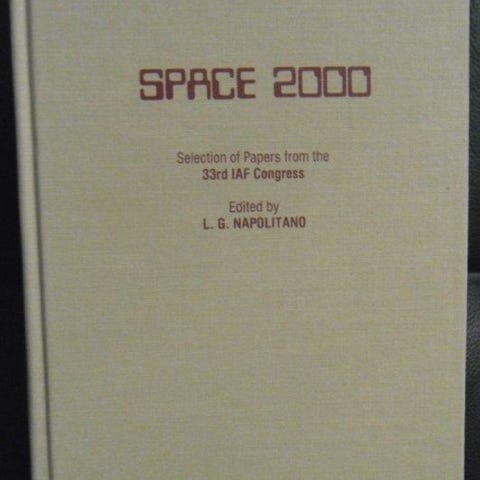 SPACE 2000
Selection of Papers from the
33rd IAF Congress
Edited by
L. G. NAPOLITANO